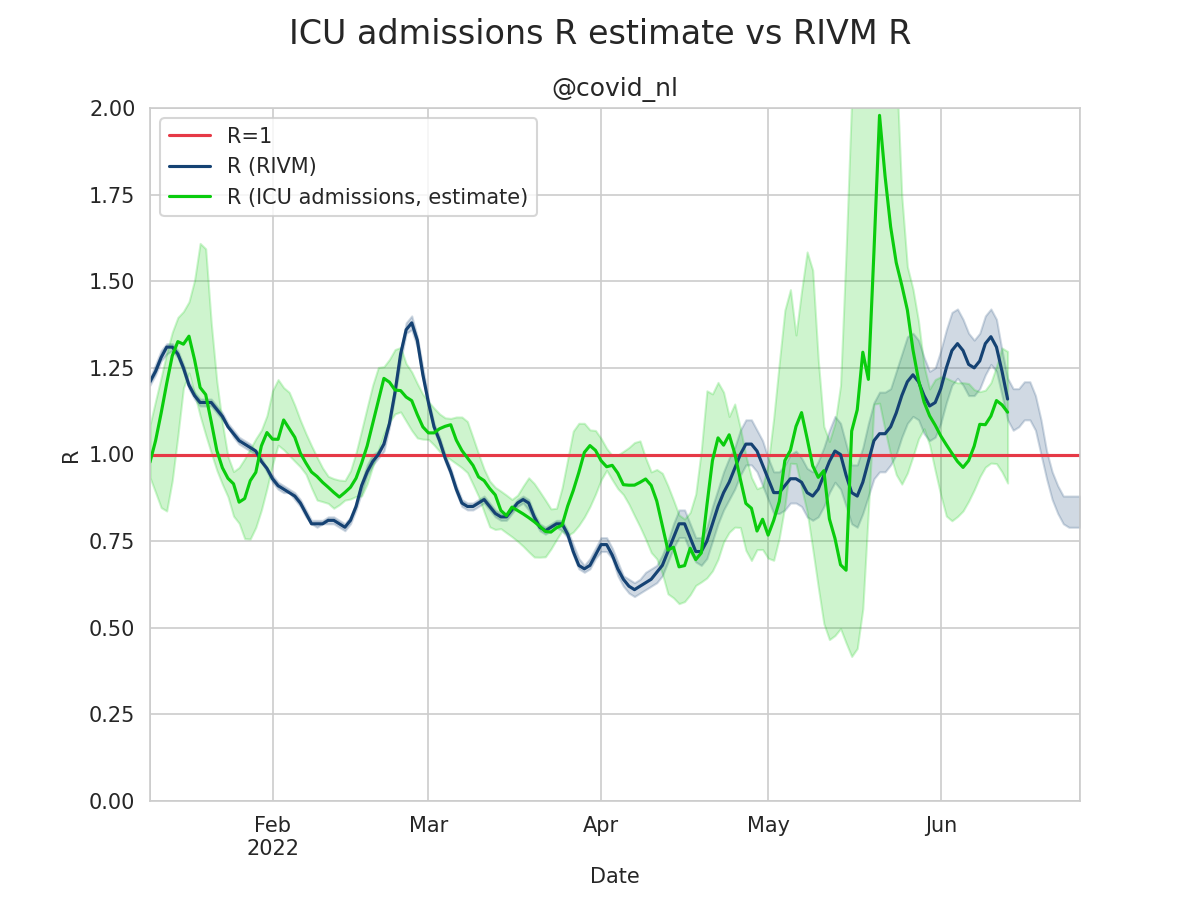 ICU admissions R estimate vs RIVM R
@covid_nl
R=1
R (RIVM)
R (ICU admissions, estimate)
2.00
1.75
1.50
1.25
1.00
0.75
0.50
0.25
0.00
R
Feb
2022
Mar
Apr
May
Jun
Date